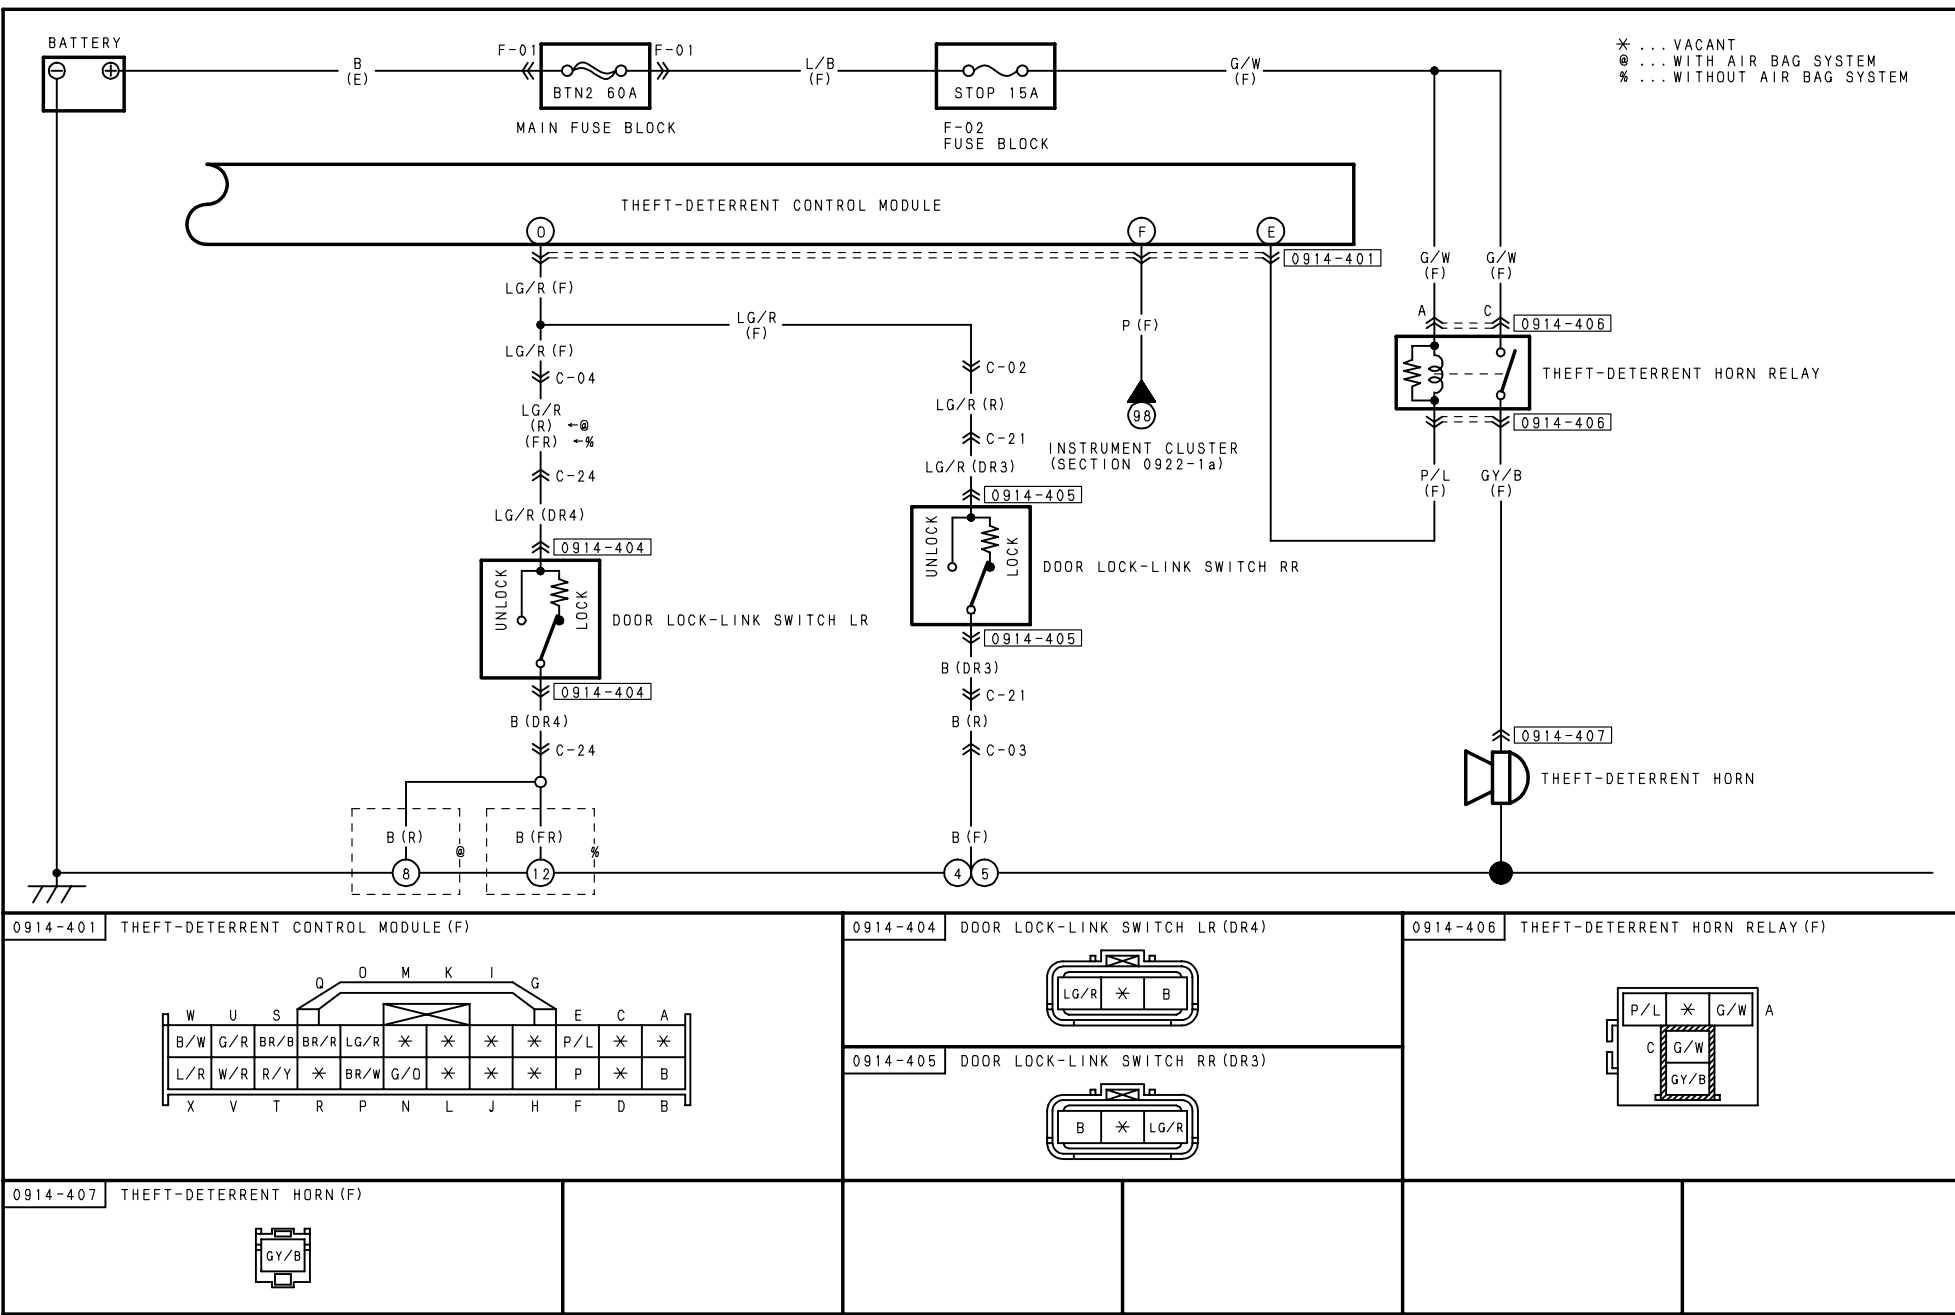 BATTERY
B
(E)
F-01
F-01
BTN2 60A
MAIN FUSE BLOCK
L/B
(F)
STOP 15A
F-02
FUSE BLOCK
G/W
(F)
* ... VACANT
@ ... WITH AIR BAG SYSTEM
% ... WITHOUT AIR BAG SYSTEM
THEFT-DETERRENT CONTROL MODULE
O
F
E
0914-401
LG/R (F)
LG/R
(F)
LG/R (F)
C-04
LG/R
(R) ←@
(FR) ←%
C-24
LG/R (DR4)
0914-404
UNLOCK
LOCK
DOOR LOCK-LINK SWITCH LR
0914-404
B (DR4)
C-24
B (R)
@
8
B (FR)
%
12
C-02
LG/R (R)
C-21
LG/R (DR3)
0914-405
UNLOCK
LOCK
DOOR LOCK-LINK SWITCH RR
0914-405
B (DR3)
C-21
B (R)
C-03
B (F)
4
5
P (F)
98
INSTRUMENT CLUSTER
(SECTION 0922-1a)
G/W
(F)
G/W
(F)
A
C
0914-406
THEFT-DETERRENT HORN RELAY
0914-406
P/L
(F)
GY/B
(F)
0914-407
THEFT-DETERRENT HORN
0914-401 THEFT-DETERRENT CONTROL MODULE (F)
O M K I
Q G
W U S E C A
B/W G/R BR/B BR/R LG/R * * * * P/L * *
L/R W/R R/Y * BR/W G/O * * * P * B
X V T R P N L J H F D B
0914-404 DOOR LOCK-LINK SWITCH LR (DR4)
LG/R * B
0914-405 DOOR LOCK-LINK SWITCH RR (DR3)
B * LG/R
0914-406 THEFT-DETERRENT HORN RELAY (F)
P/L * G/W A
C G/W
GY/B
0914-407 THEFT-DETERRENT HORN (F)
GY/B